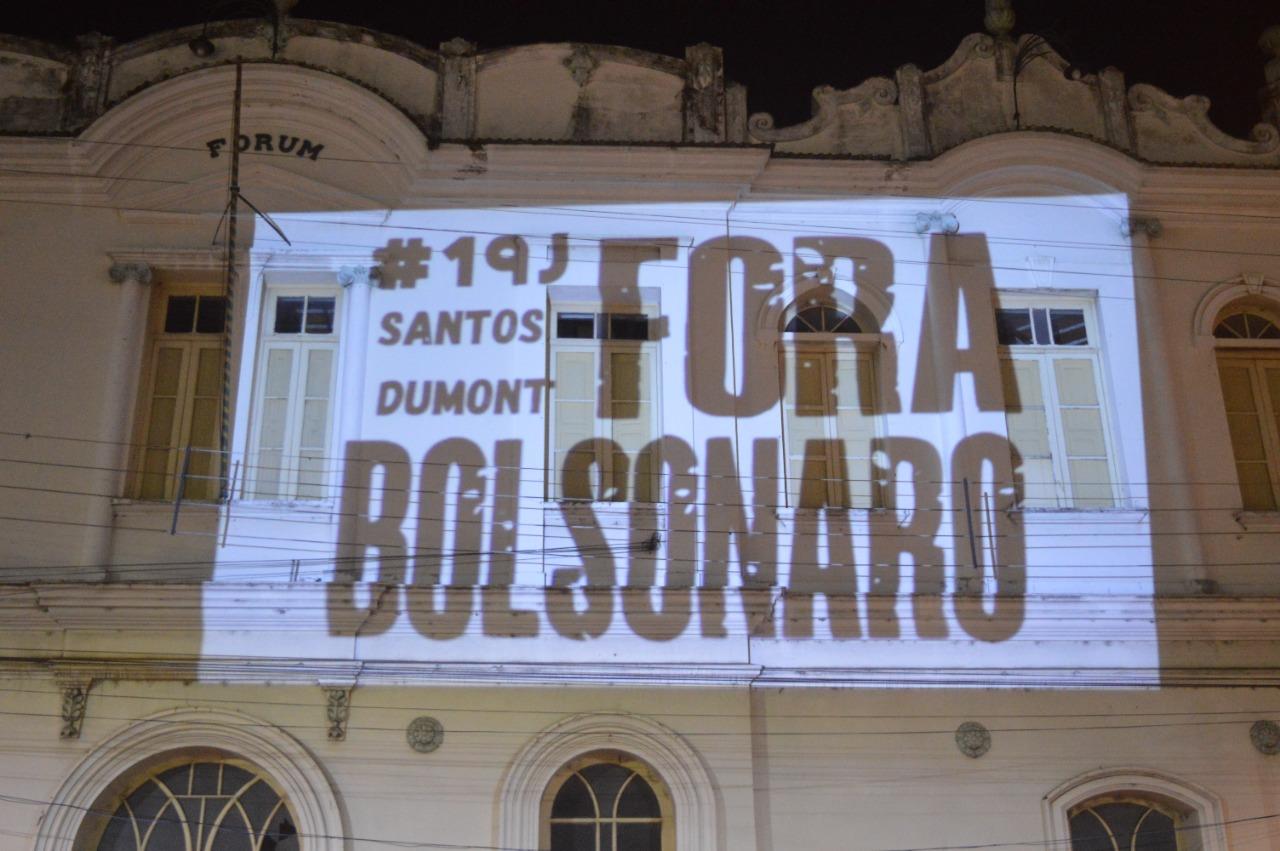 FORUM
#19J
SANTOS
DUMONT
FORA
BOLSONARO